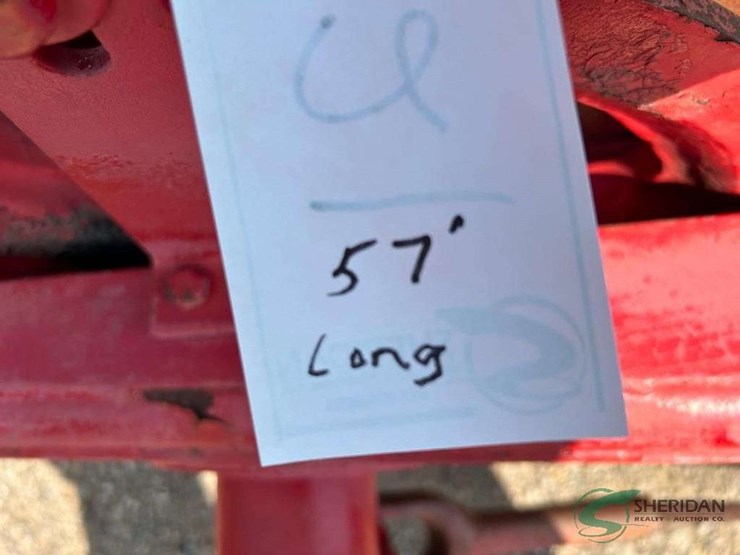 57'
Long
SHERIDAN
REALTY & AUCTION CO.